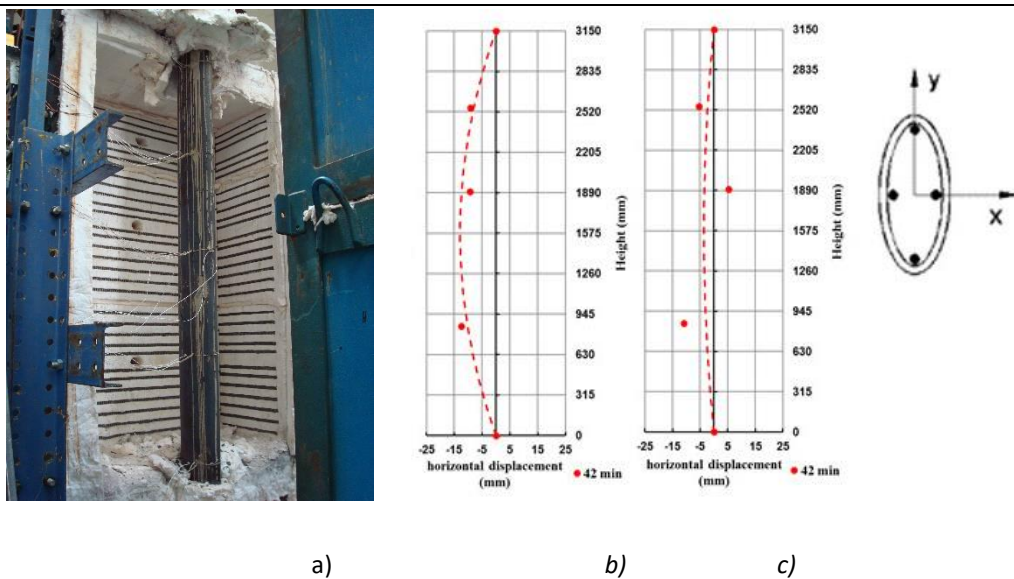 3150
2835
2520
2205
1890
1575
1260
945
630
315
0
Height (mm)
-25 -15 -5 5 15 25
horizontal displacement
(mm)
42 min
3150
2835
2520
2205
1890
1575
1260
945
630
315
0
Height (mm)
-25 -15 -5 5 15 25
horizontal displacement
(mm)
42 min
y
X
a) b) c)